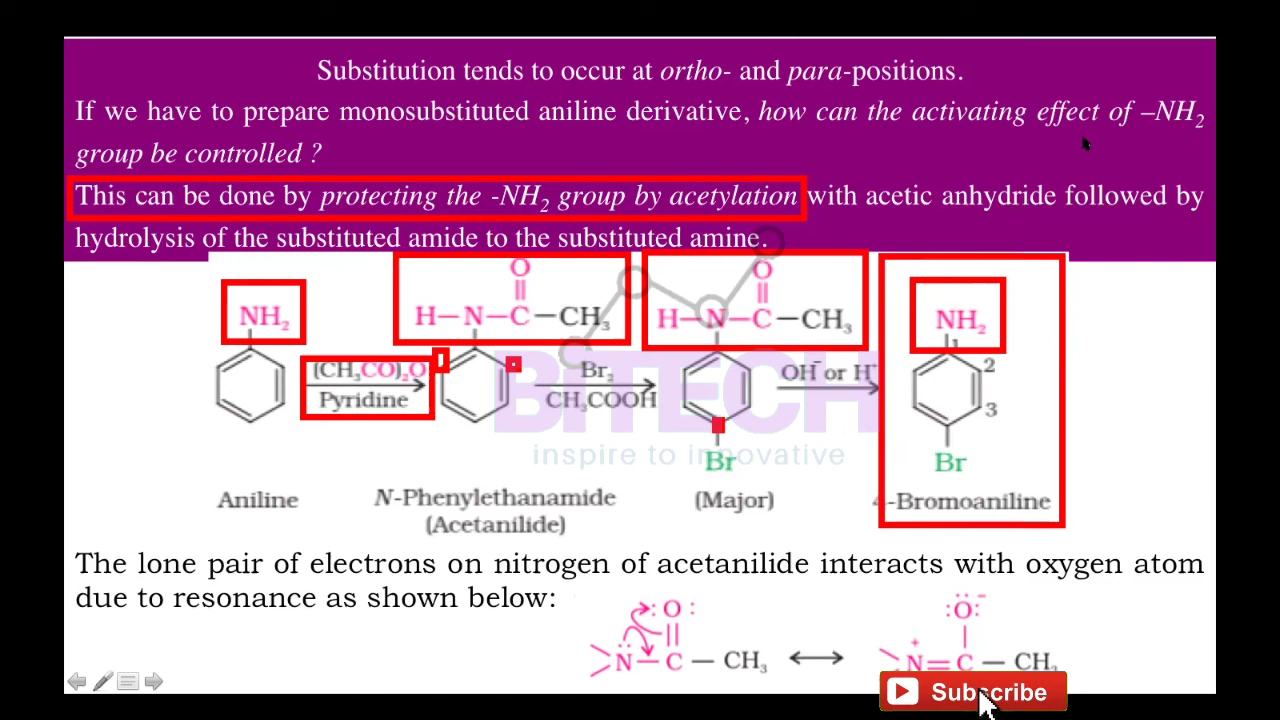 Substitution tends to occur at ortho- and para-positions.
If we have to prepare monosubstituted aniline derivative, how can the activating effect of –NH2
group be controlled ?
This can be done by protecting the -NH2 group by acetylation with acetic anhydride followed by
hydrolysis of the substituted amide to the substituted amine.
NH2
H–N–C–CH3
O
H–N–C–CH3
O
NH2
(CH3CO)2O
Pyridine
Br2
CH3COOH
OH- or H+
1
2
3
BiTECH
inspire to innovative
Br
Br
Aniline
N-Phenylethanamide
(Acetanilide)
(Major)
4-Bromoaniline
The lone pair of electrons on nitrogen of acetanilide interacts with oxygen atom
due to resonance as shown below:
:O:
N–C–CH3
:O:-
+
N=C–CH3
Subscribe